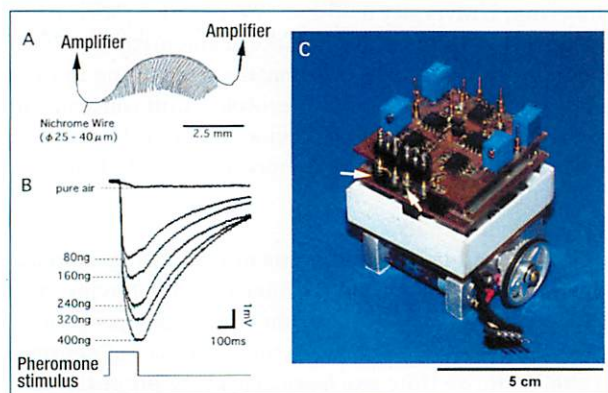 A
Amplifier
Amplifier
Nichrome Wire
(φ25 - 40μm)
2.5 mm
B
pure air
80ng
160ng
240ng
320ng
400ng
1mV
100ms
Pheromone
stimulus
C
5 cm